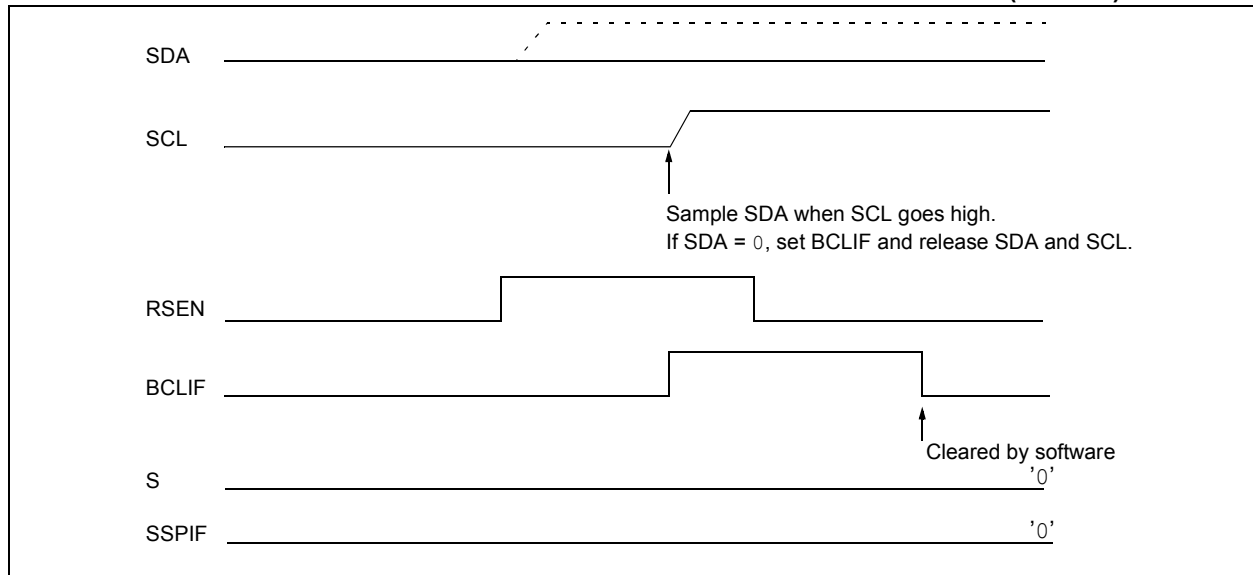 SDA
SCL
Sample SDA when SCL goes high.
If SDA = 0, set BCLIF and release SDA and SCL.
RSEN
BCLIF
Cleared by software
S
'0'
SSPIF
'0'